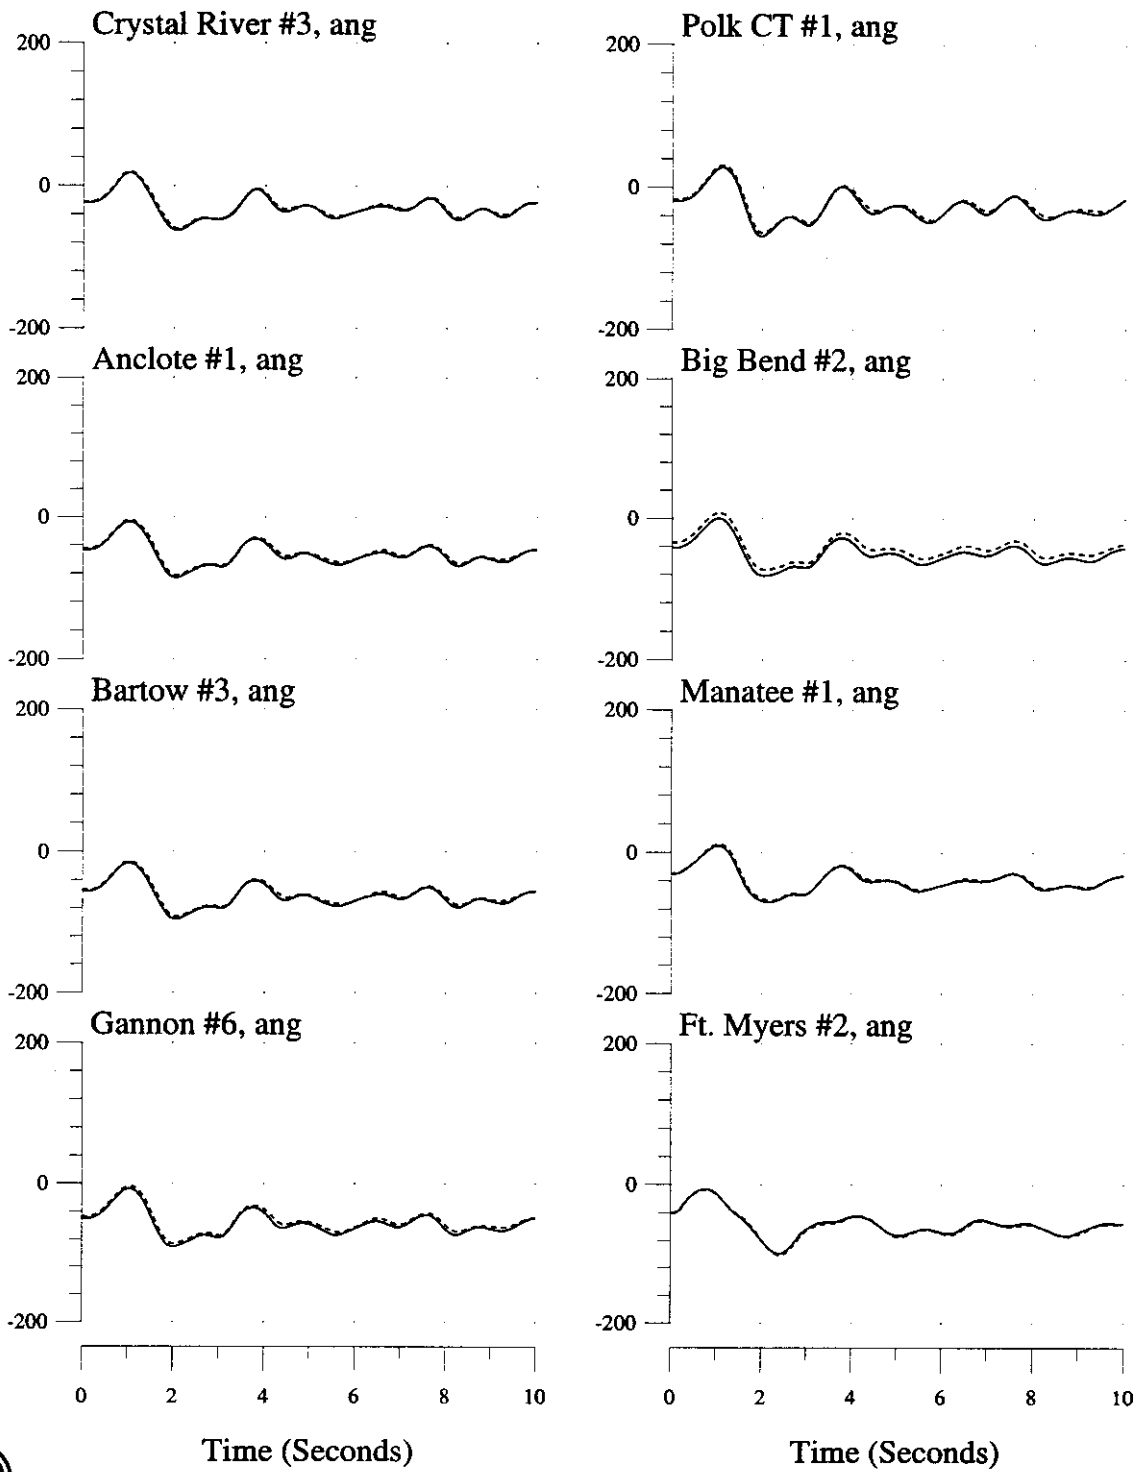 Crystal River #3, ang
200
0
-200
Anclote #1, ang
200
0
-200
Bartow #3, ang
200
0
-200
Gannon #6, ang
200
0
-200
0 2 4 6 8 10
Time (Seconds)
Polk CT #1, ang
200
0
-200
Big Bend #2, ang
200
0
-200
Manatee #1, ang
200
0
-200
Ft. Myers #2, ang
200
0
-200
0 2 4 6 8 10
Time (Seconds)